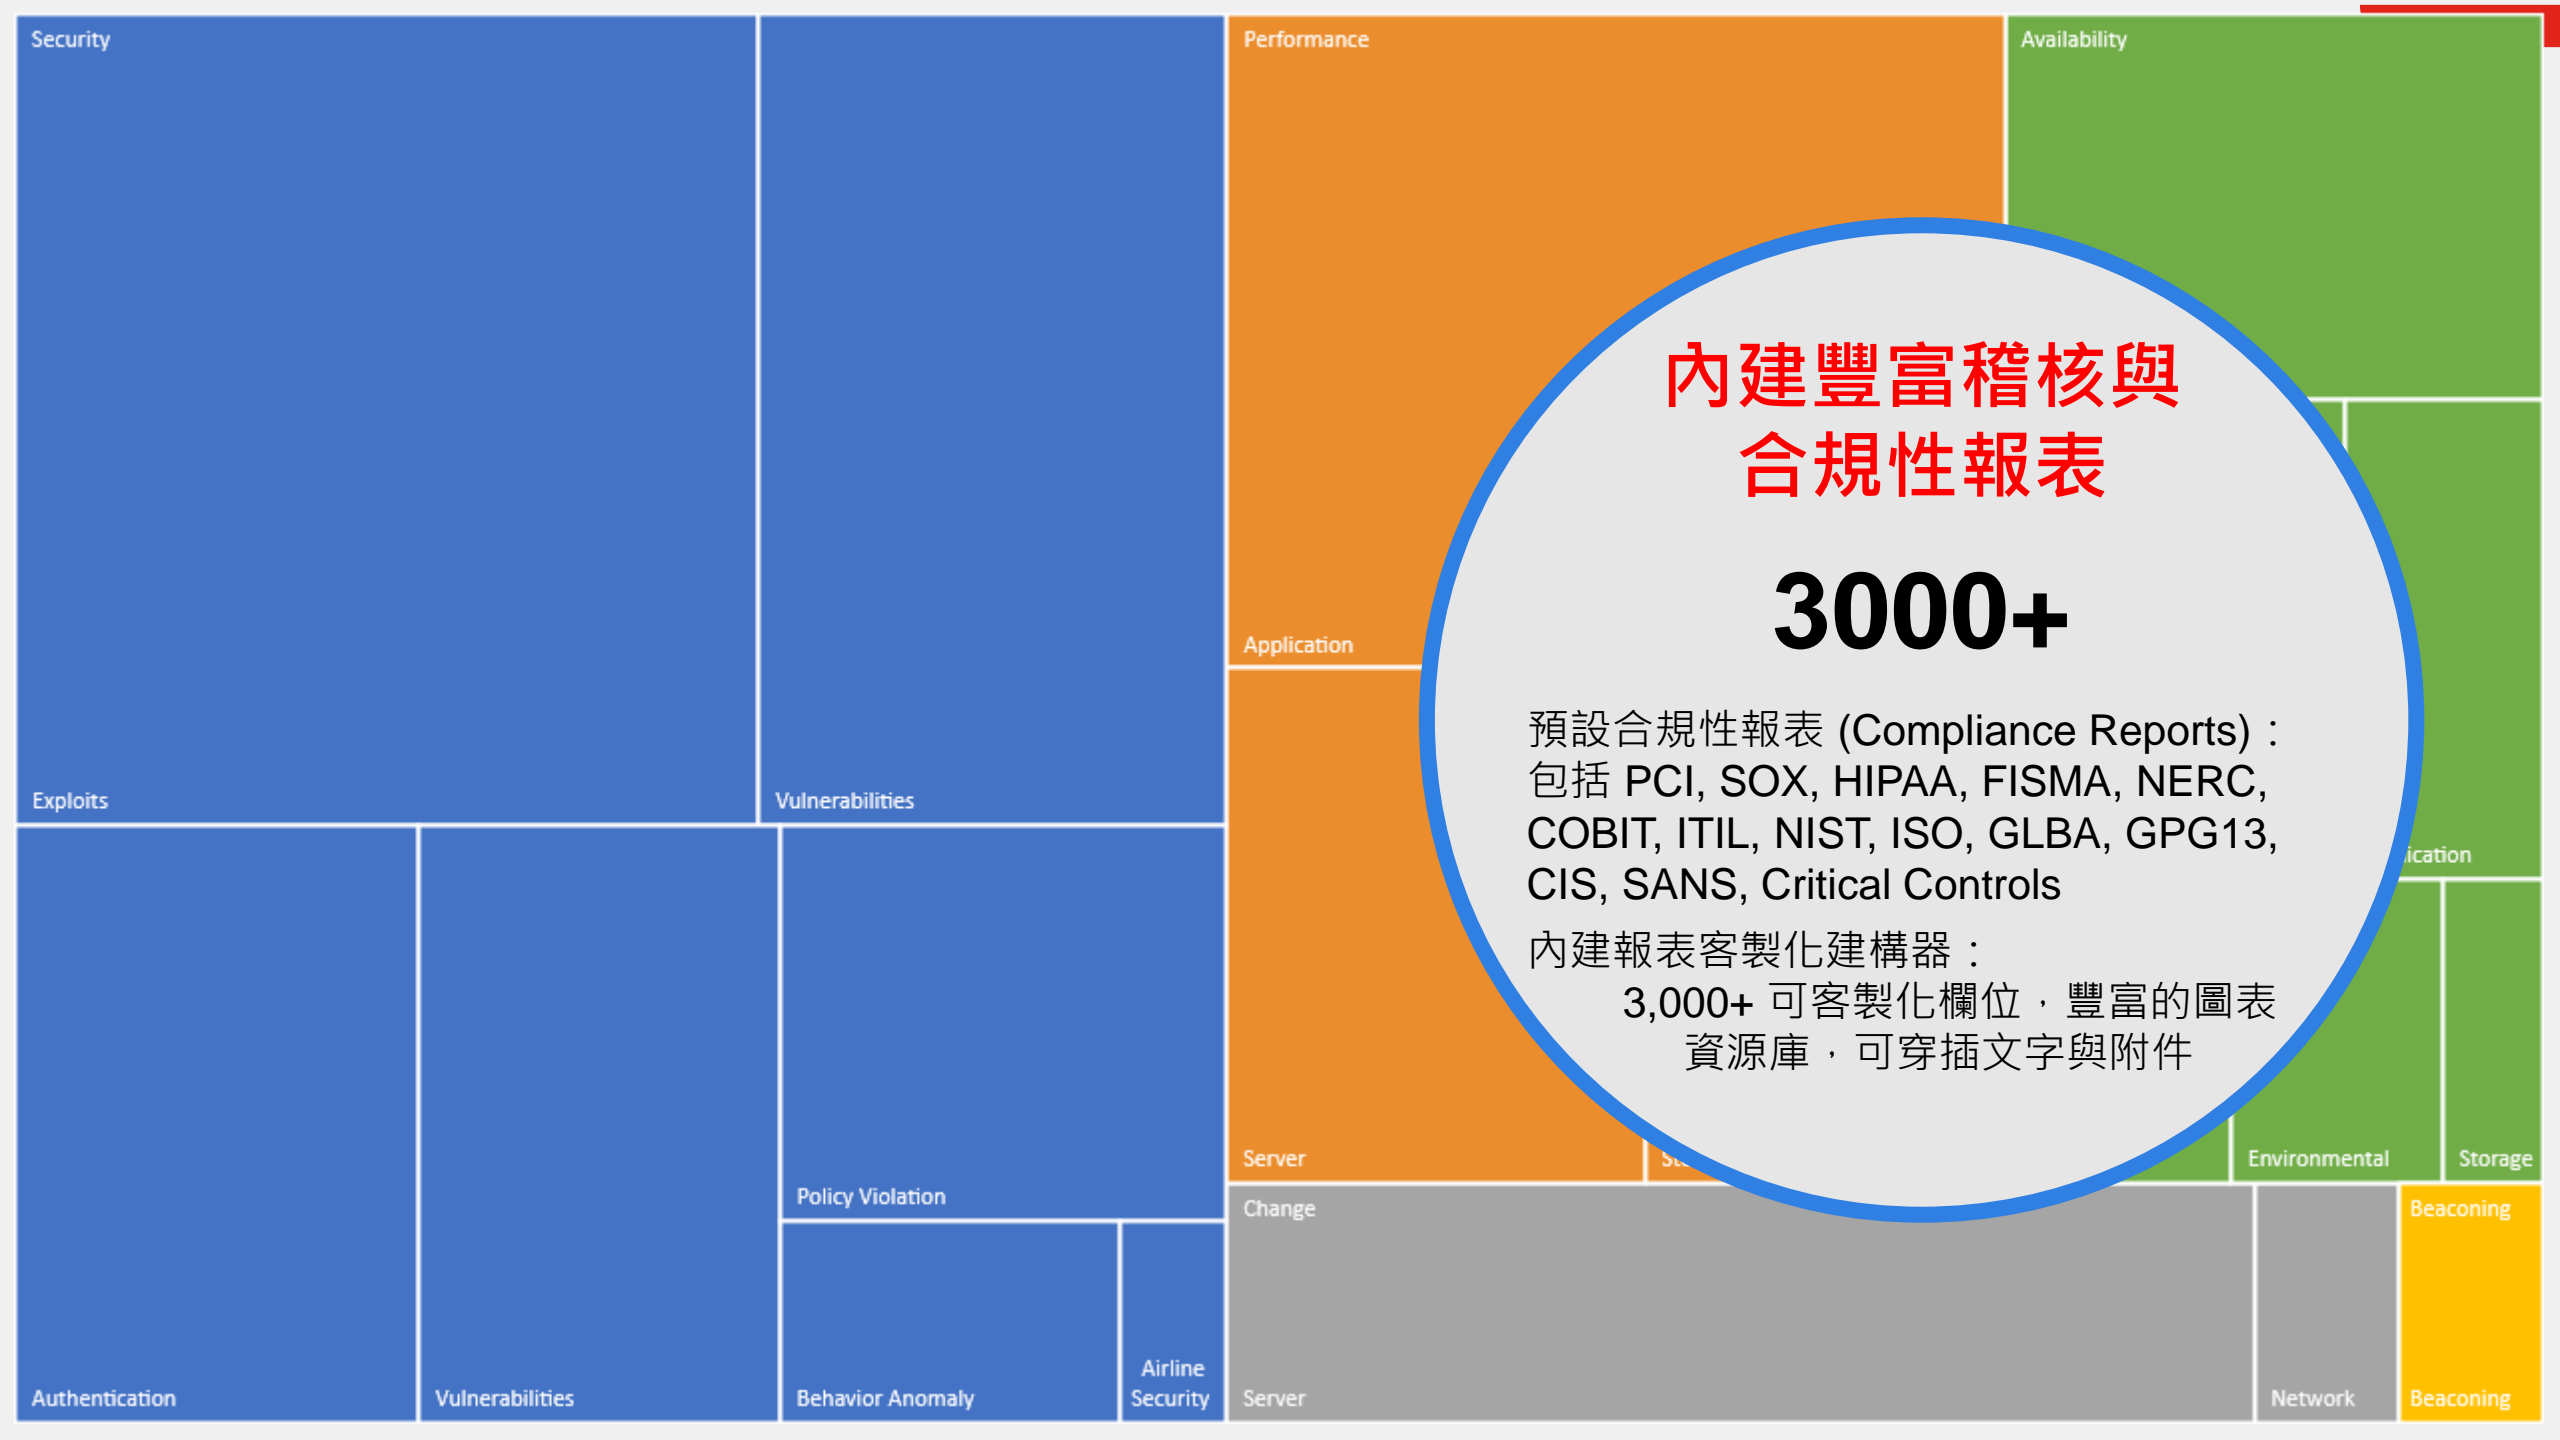 Security
Exploits
Vulnerabilities
Authentication
Vulnerabilities
Policy Violation
Behavior Anomaly
Airline
Security
Performance
Application
Server
Availability
Environmental
Storage
Change
Server
Network
Beaconing
Beaconing
內建豐富稽核與
合規性報表
3000+
預設合規性報表 (Compliance Reports)：
包括 PCI, SOX, HIPAA, FISMA, NERC,
COBIT, ITIL, NIST, ISO, GLBA, GPG13,
CIS, SANS, Critical Controls
內建報表客製化建構器：
3,000+ 可客製化欄位，豐富的圖表
資源庫，可穿插文字與附件